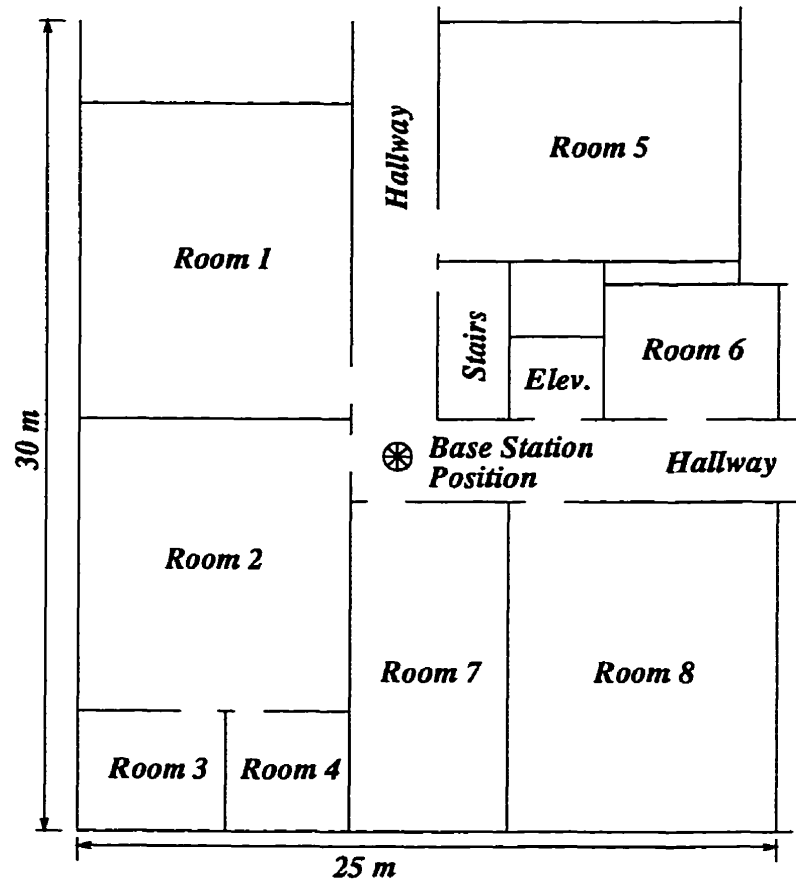 Hallway
Room 5
Room 1
Stairs
Room 6
Elev.
30 m
Base Station
Position
Hallway
Room 2
Room 7
Room 8
Room 3
Room 4
25 m